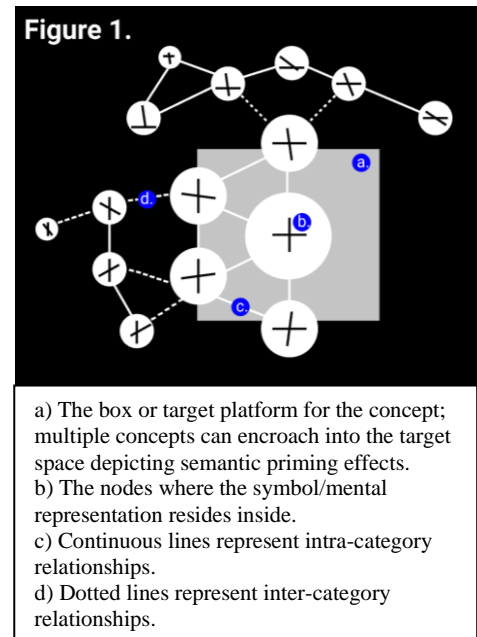 Figure 1.
a.
d.
b.
c.
a) The box or target platform for the concept;
multiple concepts can encroach into the target
space depicting semantic priming effects.
b) The nodes where the symbol/mental
representation resides inside.
c) Continuous lines represent intra-category
relationships.
d) Dotted lines represent inter-category
relationships.